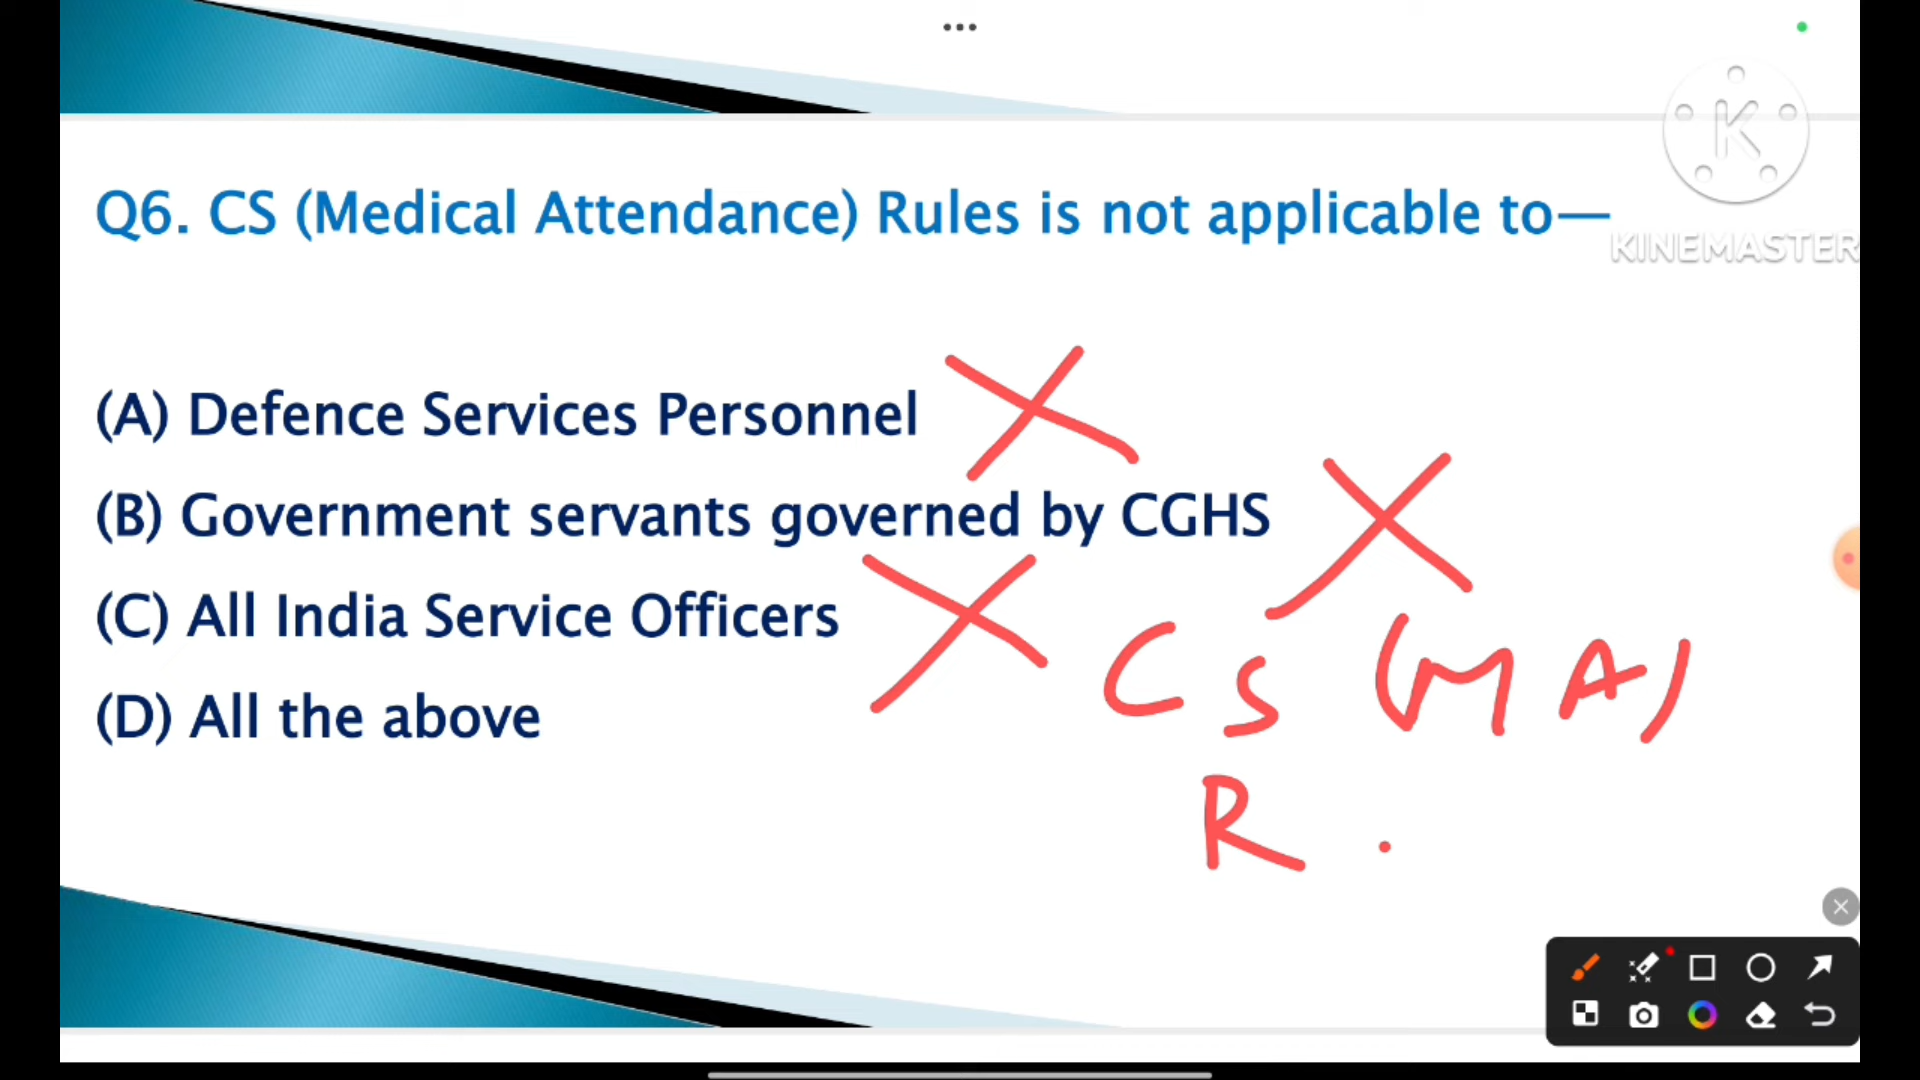 Q6. CS (Medical Attendance) Rules is not applicable to—
K
KINEMASTER
(A) Defence Services Personnel
(B) Government servants governed by CGHS
(C) All India Service Officers
(D) All the above
CS (MA)
R.